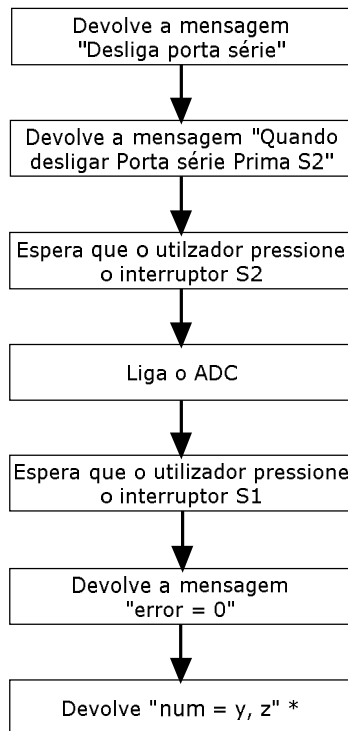 Devolve a mensagem
"Desliga porta série"
Devolve a mensagem "Quando
desligar Porta série Prima S2"
Espera que o utilzador pressione
o interruptor S2
Liga o ADC
Espera que o utilizador pressione
o interruptor S1
Devolve a mensagem
"error = 0"
Devolve "num = y, z" *